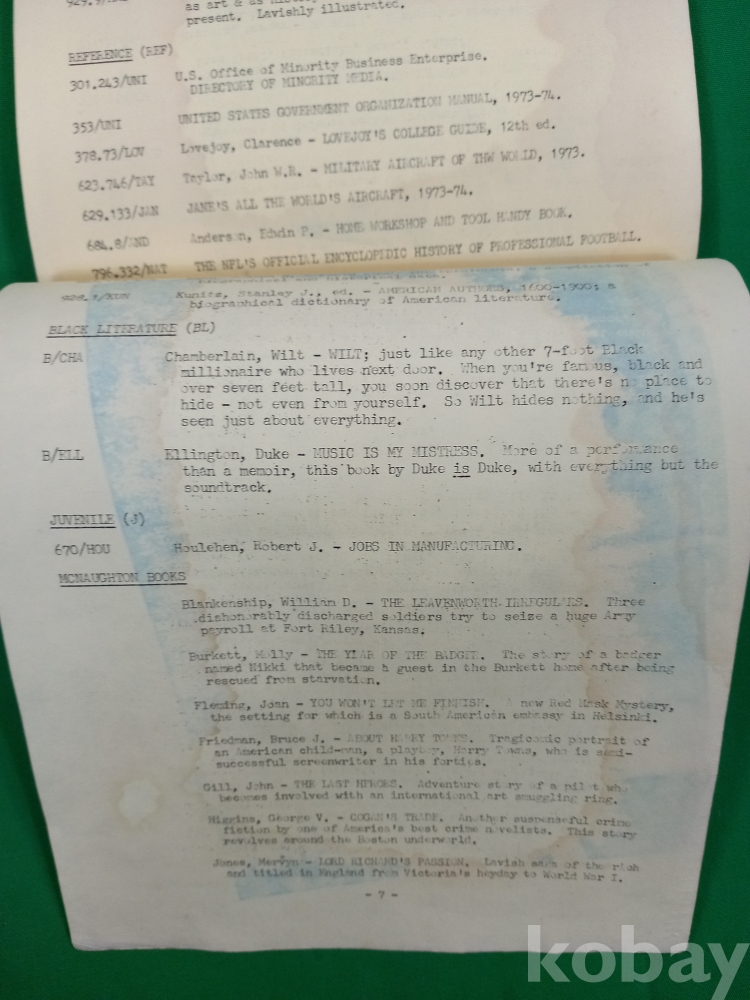 929.9/
as art & as history
present. Lavishly illustrated.
REFERENCE (REF)
301.243/UNI U.S. Office of Minority Business Enterprise.
DIRECTORY OF MINORITY MEDIA.
353/UNI UNITED STATES GOVERNMENT ORGANIZATION MANUAL, 1973-74.
378.73/LOV Lovejoy, Clarence - LOVEJOY'S COLLEGE GUIDE, 12th ed.
623.746/TAY Taylor, John W.R. - MILITARY AIRCRAFT OF THW WORLD, 1973.
629.133/JAN JANE'S ALL THE WORLD'S AIRCRAFT, 1973-74.
684.8/AND Anderson, Edwin P. - HOME WORKSHOP AND TOOL HANDY BOOK.
796.332/NAT THE NFL'S OFFICIAL ENCYCLOPEDIC HISTORY OF PROFESSIONAL FOOTBALL.
928.1/KUN Kunitz, Stanley J., ed. - AMERICAN AUTHORS, 1600-1900; a
biographical dictionary of American literature.
BLACK LITERATURE (BL)
B/CHA Chamberlain, Wilt - WILT; just like any other 7-foot Black
millionaire who lives next door. When you're famous, black and
over seven feet tall, you soon discover that there's no place to
hide - not even from yourself. So Wilt hides nothing, and he's
seen just about everything.
B/ELL Ellington, Duke - MUSIC IS MY MISTRESS. More of a performance
than a memoir, this book by Duke is Duke, with everything but the
soundtrack.
JUVENILE (J)
670/HOU Houlehen, Robert J. - JOBS IN MANUFACTURING.
MCNAUGHTON BOOKS
Blankenship, William D. - THE LEAVENWORTH IRREGULARS. Three
dishonorably discharged soldiers try to seize a huge Army
payroll at Fort Riley, Kansas.
Burkett, Molly - THE YEAR OF THE BADGER. The story of a badger
named Nikki that became a guest in the Burkett home after being
rescued from starvation.
Fleming, Joan - YOU WON'T LET ME FINNISH. A new Red Mask Mystery,
the setting for which is a South American embassy in Helsinki.
Friedman, Bruce J. - ABOUT HARRY TOWNS. Tragicomic portrait of
an American child-man, a playboy, Harry Towns, who is semi-
successful screenwriter in his forties.
Gill, John - THE LAST HEROES. Adventure story of a pilot who
becomes involved with an international art smuggling ring.
Higgins, George V. - COGAN'S TRADE. Another suspenseful crime
fiction by one of America's best crime novelists. This story
revolves around the Boston underworld.
Jones, Mervyn - LORD RICHARD'S PASSION. Lavish saga of the rich
and titled in England from Victoria's heyday to World War I.
- 7 -
kobay